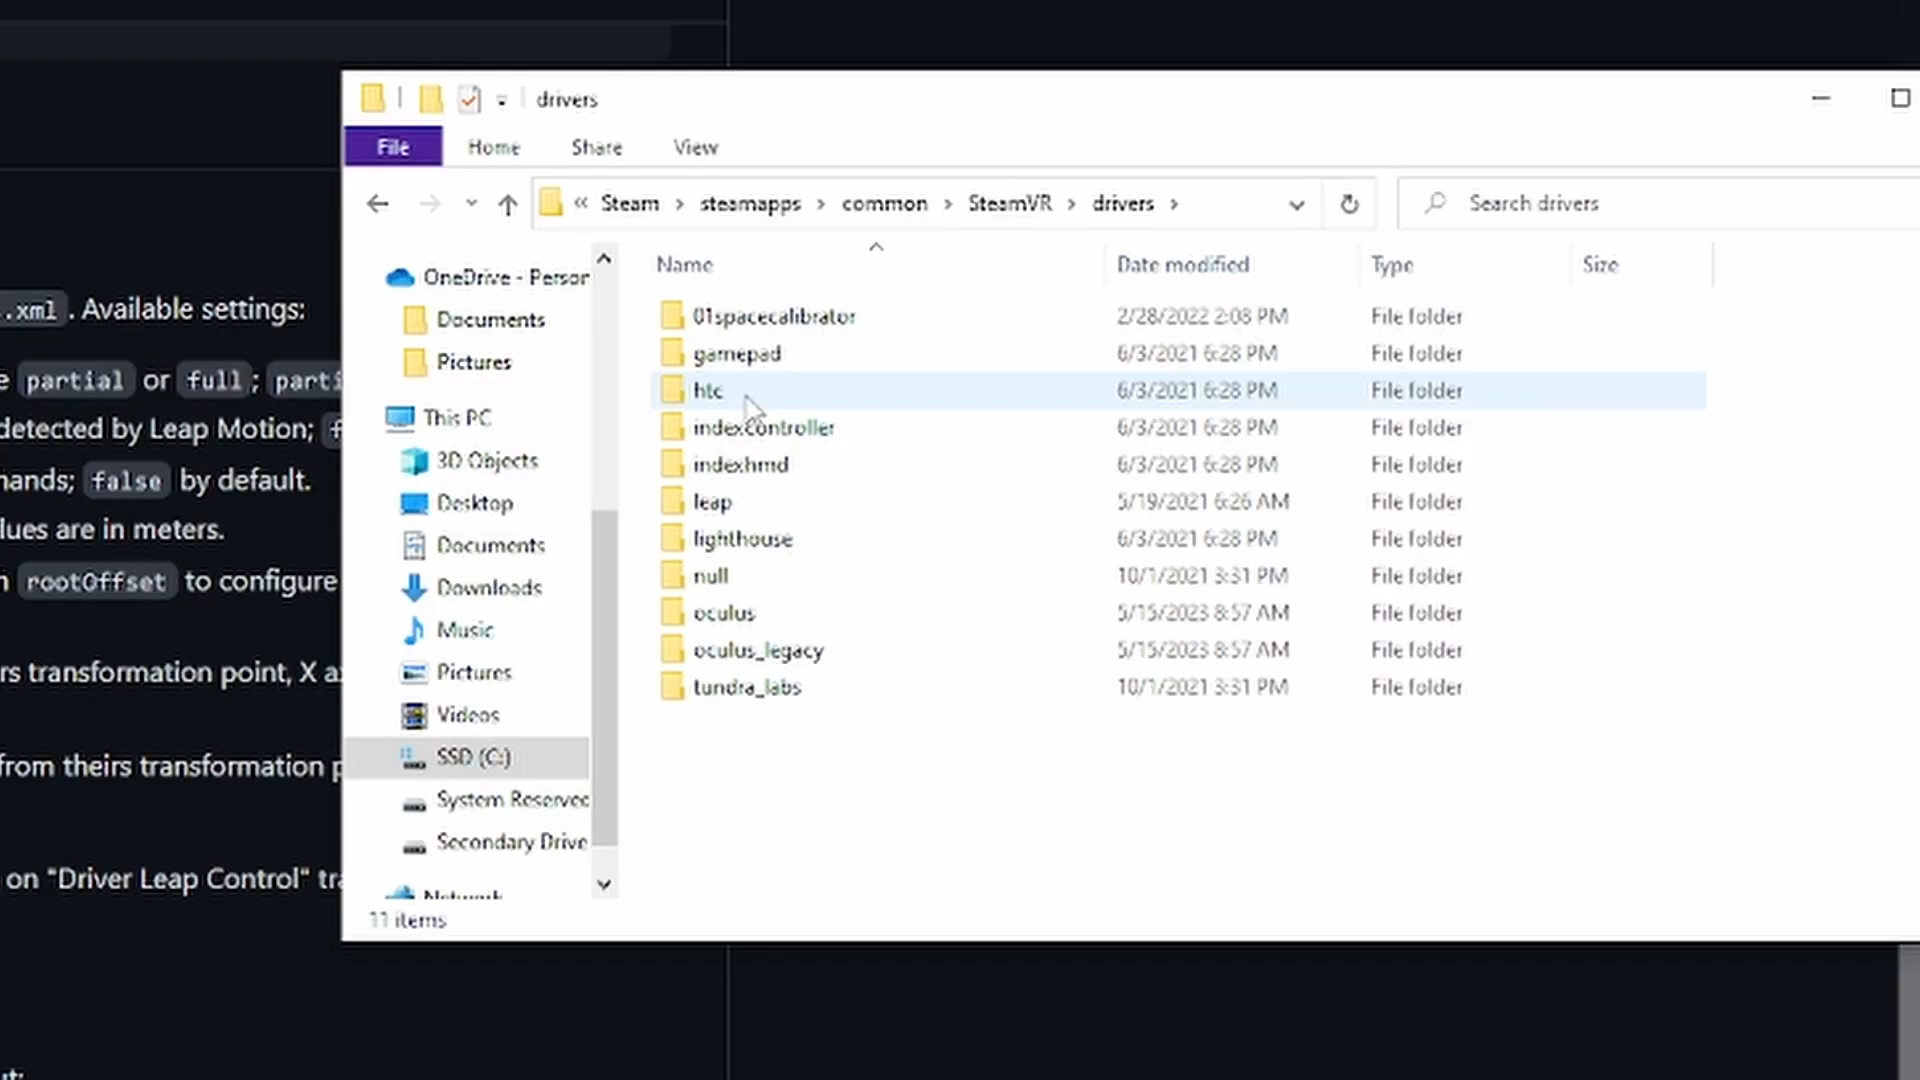 drivers
File Home Share View
« Steam > steamapps > common > SteamVR > drivers > Search drivers
Name Date modified Type Size
OneDrive - Person
Documents
Pictures
This PC
3D Objects
Desktop
Documents
Downloads
Music
Pictures
Videos
SSD (C:)
System Reserved
Secondary Drive
Network
01spacecalibrator 2/28/2022 2:08 PM File folder
gamepad 6/3/2021 6:28 PM File folder
htc 6/3/2021 6:28 PM File folder
indexcontroller 6/3/2021 6:28 PM File folder
indexhmd 6/3/2021 6:28 PM File folder
leap 5/19/2021 6:26 AM File folder
lighthouse 6/3/2021 6:28 PM File folder
null 10/1/2021 3:31 PM File folder
oculus 5/15/2023 8:57 AM File folder
oculus_legacy 5/15/2023 8:57 AM File folder
tundra_labs 10/1/2021 3:31 PM File folder
11 items
.xml . Available settings:
e partial or full; parti
detected by Leap Motion; f
hands; false by default.
lues are in meters.
n rootOffset to configure
rs transformation point, X a
from theirs transformation p
on "Driver Leap Control" tra